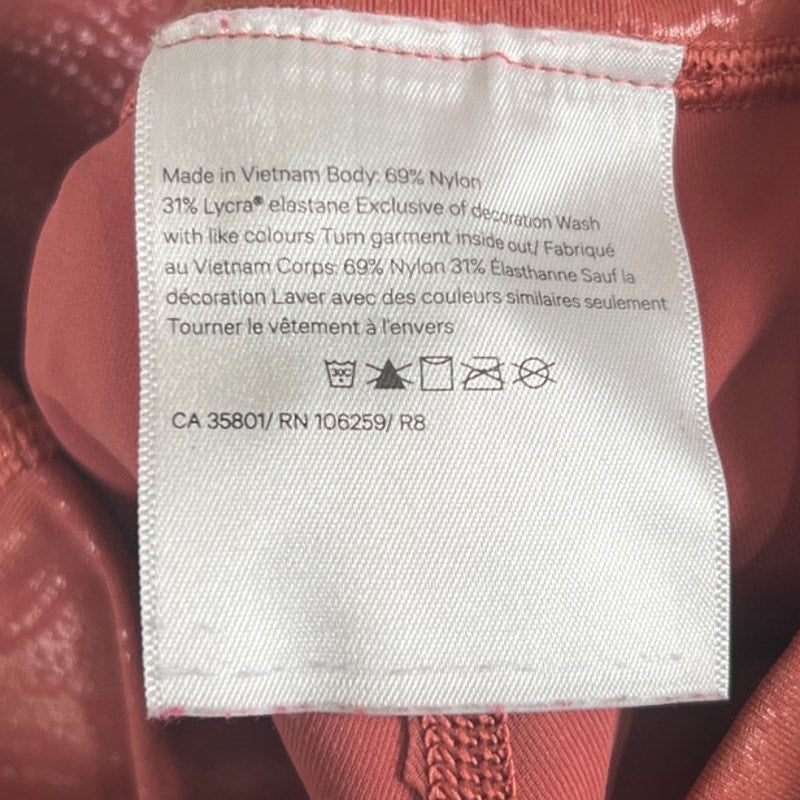 Made in Vietnam Body: 69% Nylon
31% Lycra® elastane Exclusive of decoration Wash
with like colours Turn garment inside out/ Fabriqué
au Vietnam Corps: 69% Nylon 31% Élasthanne Sauf la
décoration Laver avec des couleurs similaires seulement
Tourner le vêtement à l'envers
30C
CA 35801/ RN 106259/ R8